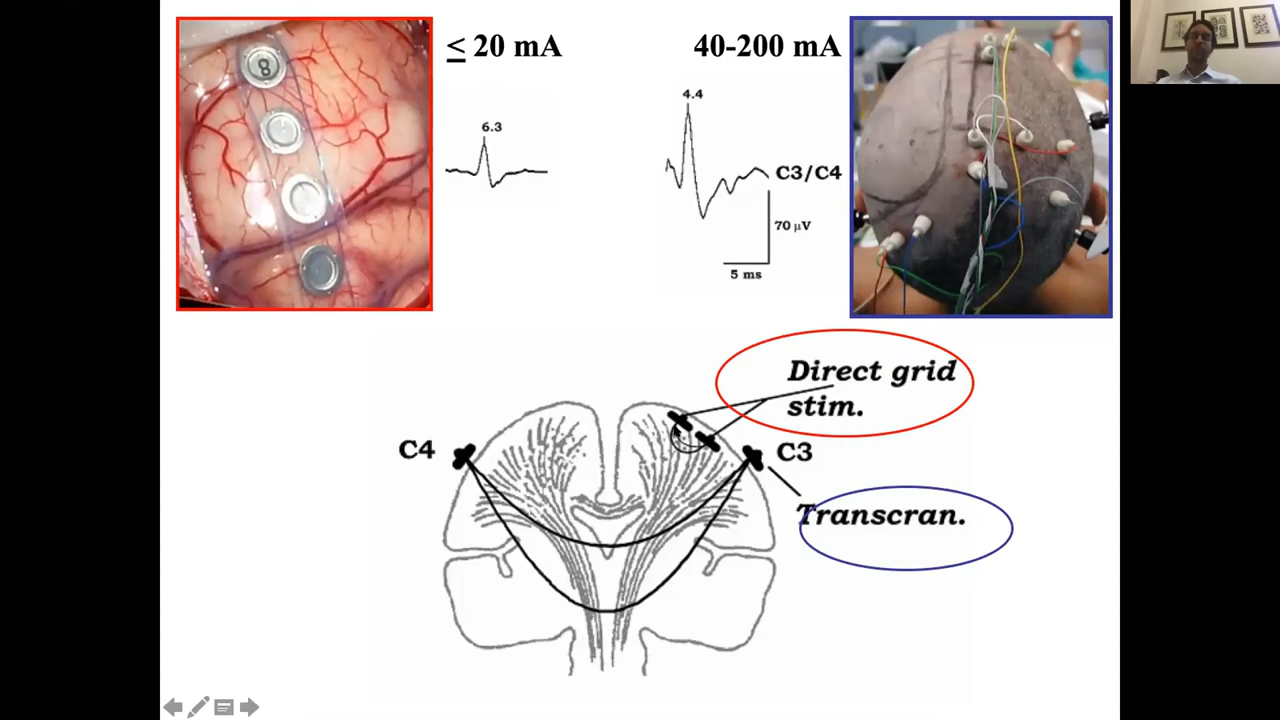 ≤ 20 mA
40-200 mA
8
6.3
4.4
C3/C4
70 µV
5 ms
Direct grid
stim.
C4
C3
Transcran.